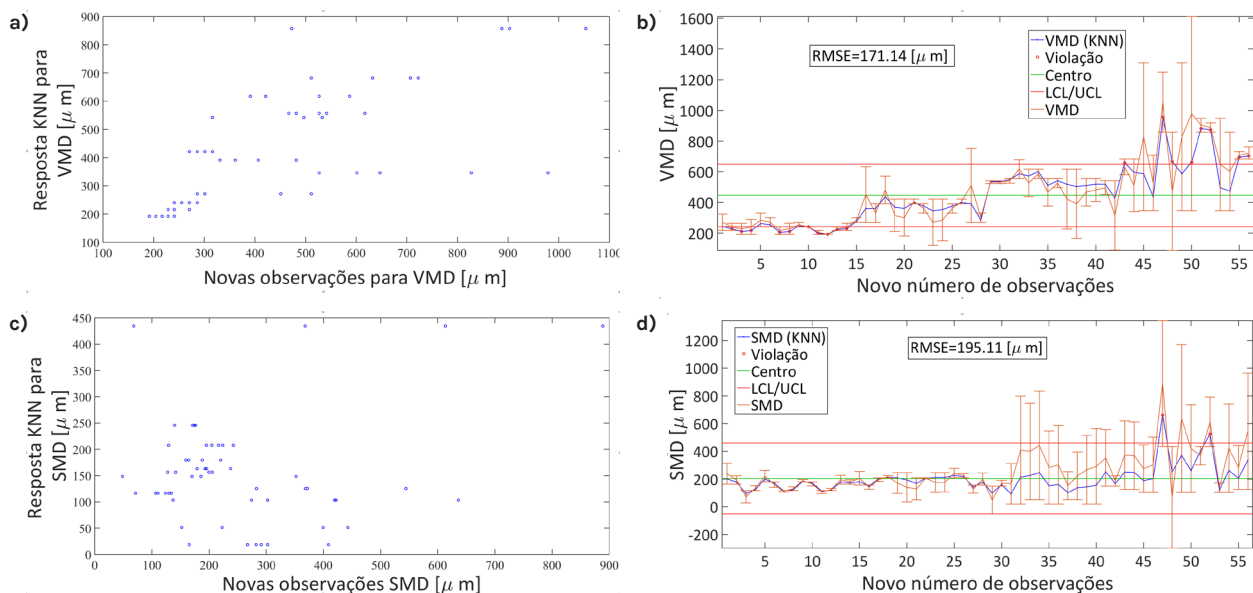 a)
Resposta KNN para
VMD [μ m]
900
800
700
600
500
400
300
200
100
100 200 300 400 500 600 700 800 900 1000 1100
Novas observações para VMD [μ m]
b)
VMD [μ m]
1600
1400
1200
1000
800
600
400
200
RMSE=171.14 [μ m]
VMD (KNN)
Violação
Centro
LCL/UCL
VMD
5 10 15 20 25 30 35 40 45 50 55
Novo número de observações
c)
Resposta KNN para
SMD [μ m]
450
400
350
300
250
200
150
100
50
0
0 100 200 300 400 500 600 700 800 900
Novas observações SMD [μ m]
d)
SMD [μ m]
1200
1000
800
600
400
200
0
-200
SMD (KNN)
Violação
Centro
LCL/UCL
SMD
RMSE=195.11 [μ m]
5 10 15 20 25 30 35 40 45 50 55
Novo número de observações